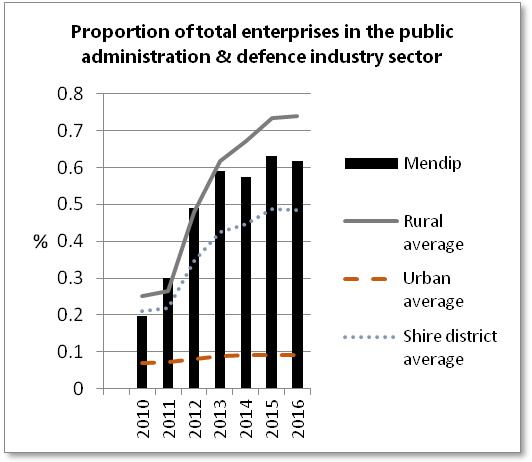 Proportion of total enterprises in the public
administration & defence industry sector
0.8
0.7
0.6
0.5
0.4
0.3
0.2
0.1
0
%
2010
2011
2012
2013
2014
2015
2016
Mendip
Rural
average
Urban
average
Shire district
average